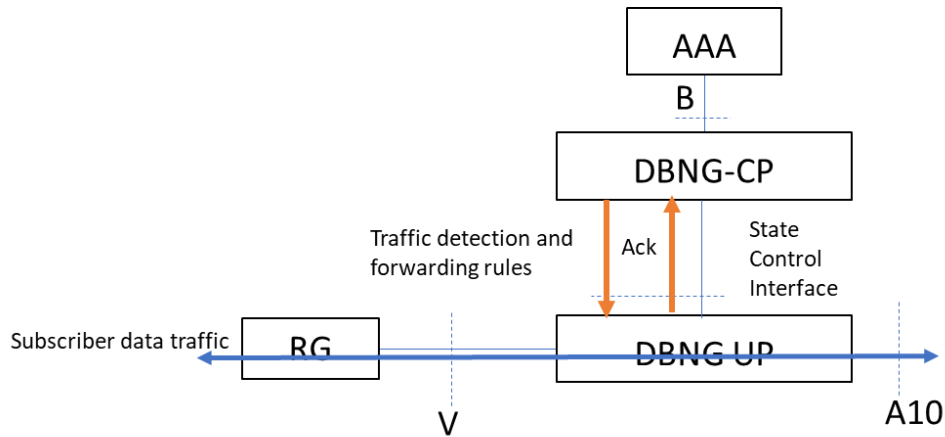 AAA
B
DBNG-CP
Traffic detection and
forwarding rules
Ack
State
Control
Interface
Subscriber data traffic
RG
DBNG UP
V
A10